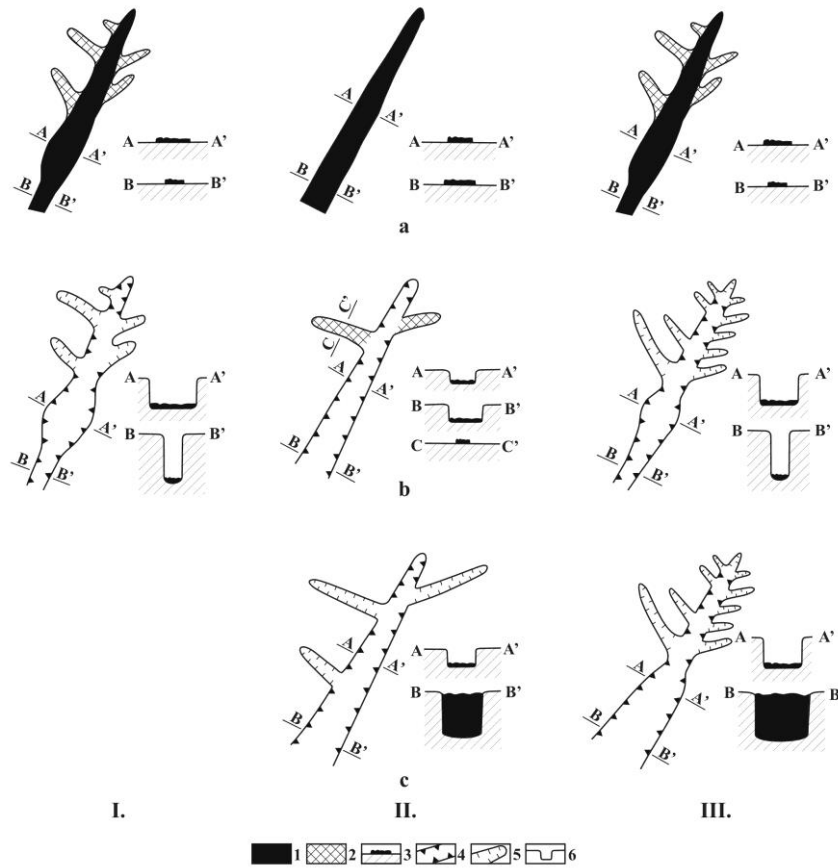 A A' A A' A A'
A A' A A' A A'
B B' B B' B B'
B B' B B' B B'
a
C' C
A A' A A' A A'
A A' A A' A A'
B B' B B' B B'
B B' B B' B B'
C C'
b
A A' A A'
A A' A A'
B B' B B
B B' B B'
c
I. II. III.
1 2 3 4 5 6